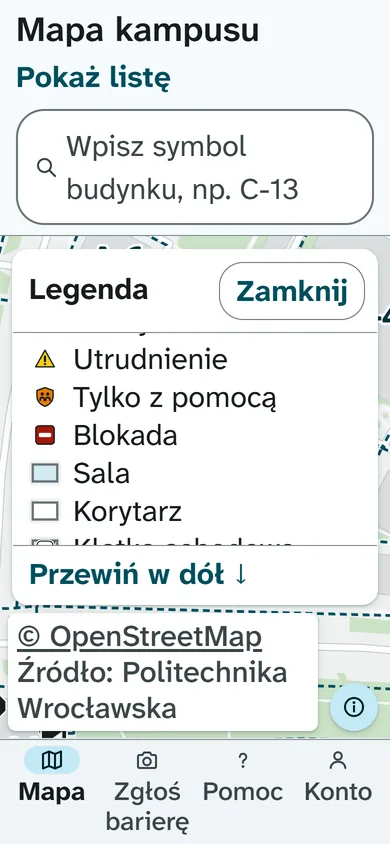 Mapa kampusu
Pokaż listę
Wpisz symbol
budynku, np. C-13
Legenda
Zamknij
Utrudnienie
Tylko z pomocą
Blokada
Sala
Korytarz
Przewiń w dół ↓
© OpenStreetMap
Źródło: Politechnika
Wrocławska
Mapa
Zgłoś
barierę
Pomoc
Konto